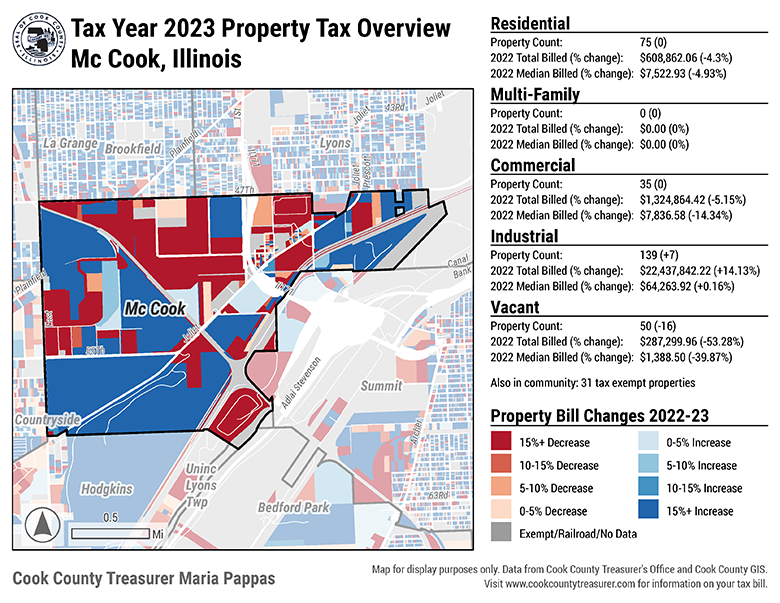 SEAL OF COOK COUNTY
ILLINOIS
Tax Year 2023 Property Tax Overview
Mc Cook, Illinois
Residential
Property Count: 75 (0)
2022 Total Billed (% change): $608,862.06 (-4.3%)
2022 Median Billed (% change): $7,522.93 (-4.93%)
Multi-Family
Property Count: 0 (0)
2022 Total Billed (% change): $0.00 (0%)
2022 Median Billed (% change): $0.00 (0%)
Commercial
Property Count: 35 (0)
2022 Total Billed (% change): $1,324,864.42 (-5.15%)
2022 Median Billed (% change): $7,836.58 (-14.34%)
Industrial
Property Count: 139 (+7)
2022 Total Billed (% change): $22,437,842.22 (+14.13%)
2022 Median Billed (% change): $64,263.92 (+0.16%)
Vacant
Property Count: 50 (-16)
2022 Total Billed (% change): $287,299.96 (-53.28%)
2022 Median Billed (% change): $1,388.50 (-39.87%)
Also in community: 31 tax exempt properties
Property Bill Changes 2022-23
15%+ Decrease
10-15% Decrease
5-10% Decrease
0-5% Decrease
Exempt/Railroad/No Data
0-5% Increase
5-10% Increase
10-15% Increase
15%+ Increase
La Grange
Brookfield
Plainfield
Lyons
Joliet
43Rd
Joliet
1St
Joliet
Prescott
47Th
Canal
Bank
Plainfield
Mc Cook
East
Joliet
Adlai Stevenson
Summit
Countryside
Archer
Hodgkins
Uninc
Lyons
Twp
Bedford Park
63Rd
0.5
Mi
Cook County Treasurer Maria Pappas
Map for display purposes only. Data from Cook County Treasurer's Office and Cook County GIS.
Visit www.cookcountytreasurer.com for information on your tax bill.